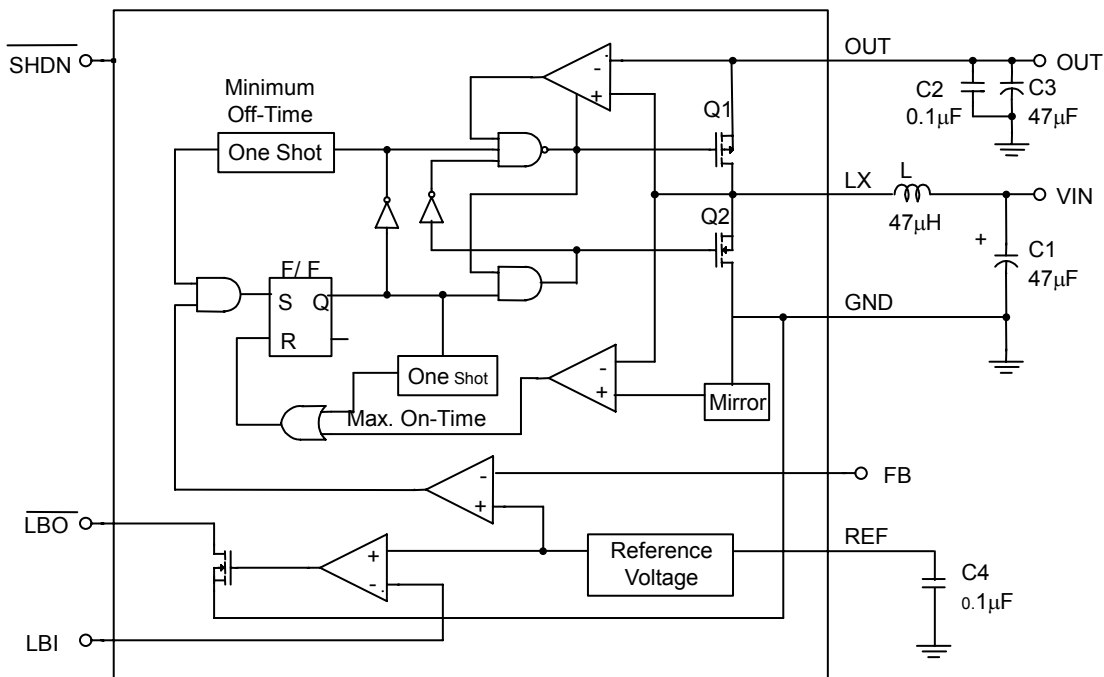 SHDN
OUT
OUT
Minimum
Off-Time
One Shot
-
+
Q1
C2
0.1μF
C3
47μF
LX
L
47μH
VIN
Q2
+
C1
47μF
F/ F
S Q
R
GND
One Shot
Max. On-Time
-
+
Mirror
-
+
FB
LBO
+
-
Reference
Voltage
REF
C4
0.1μF
LBI